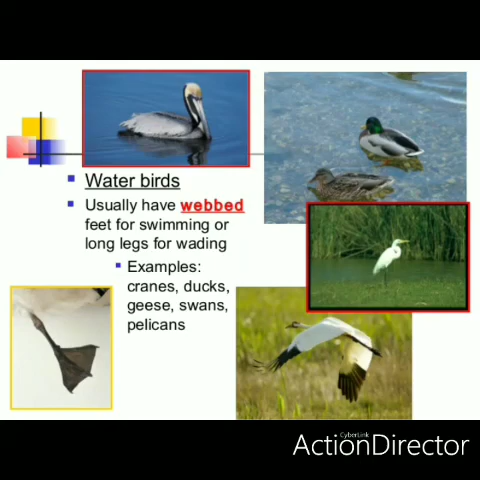 Water birds
Usually have webbed
feet for swimming or
long legs for wading
Examples:
cranes, ducks,
geese, swans,
pelicans
CyberLink
ActionDirector